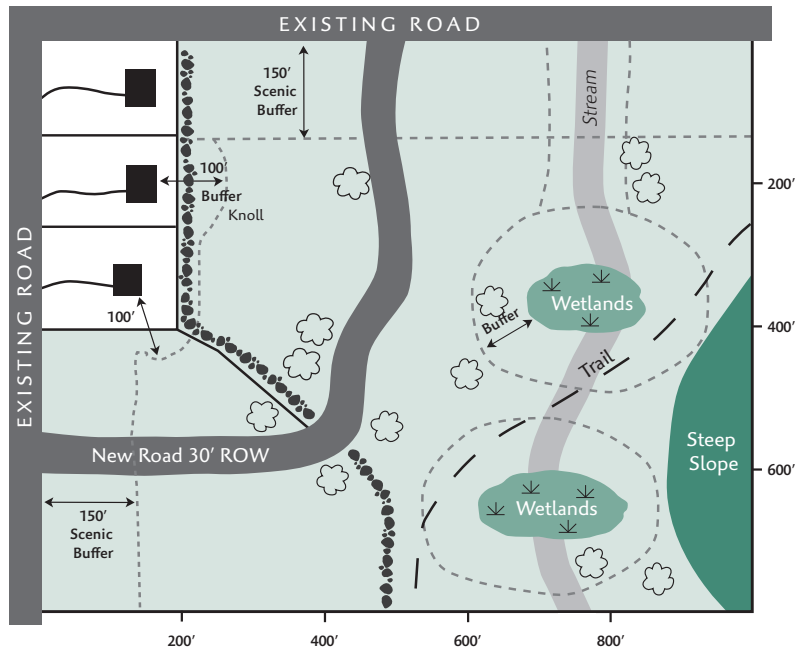 EXISTING ROAD
EXISTING ROAD
150'
Scenic
Buffer
Stream
100'
Buffer
Knoll
200'
Wetlands
Buffer
100'
400'
Trail
Steep
Slope
New Road 30' ROW
600'
Wetlands
150'
Scenic
Buffer
200'
400'
600'
800'